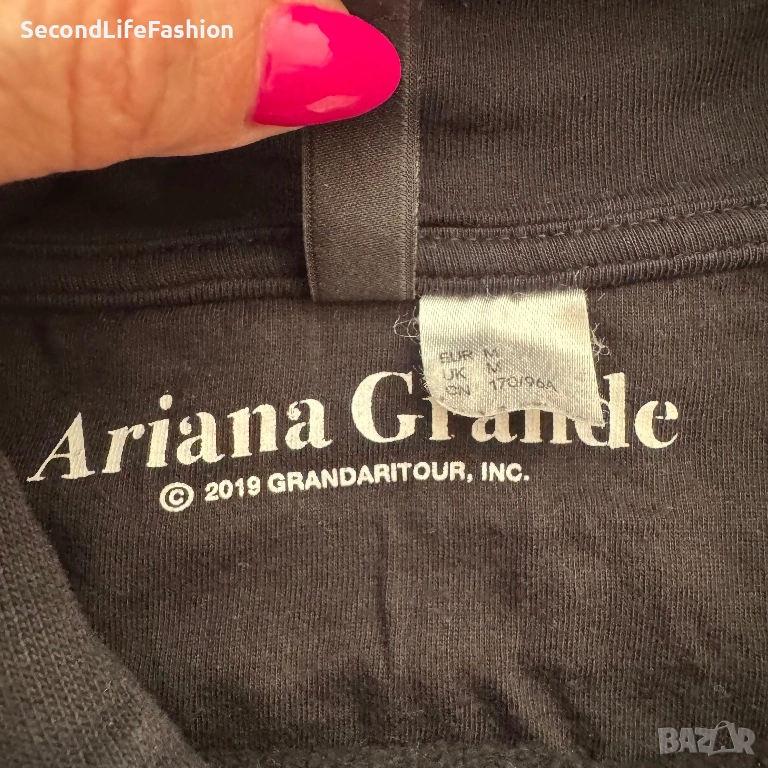 SecondLifeFashion
EUR M
UK M
CN 170/96A
Ariana Grande
© 2019 GRANDARITOUR, INC.
BAZAR